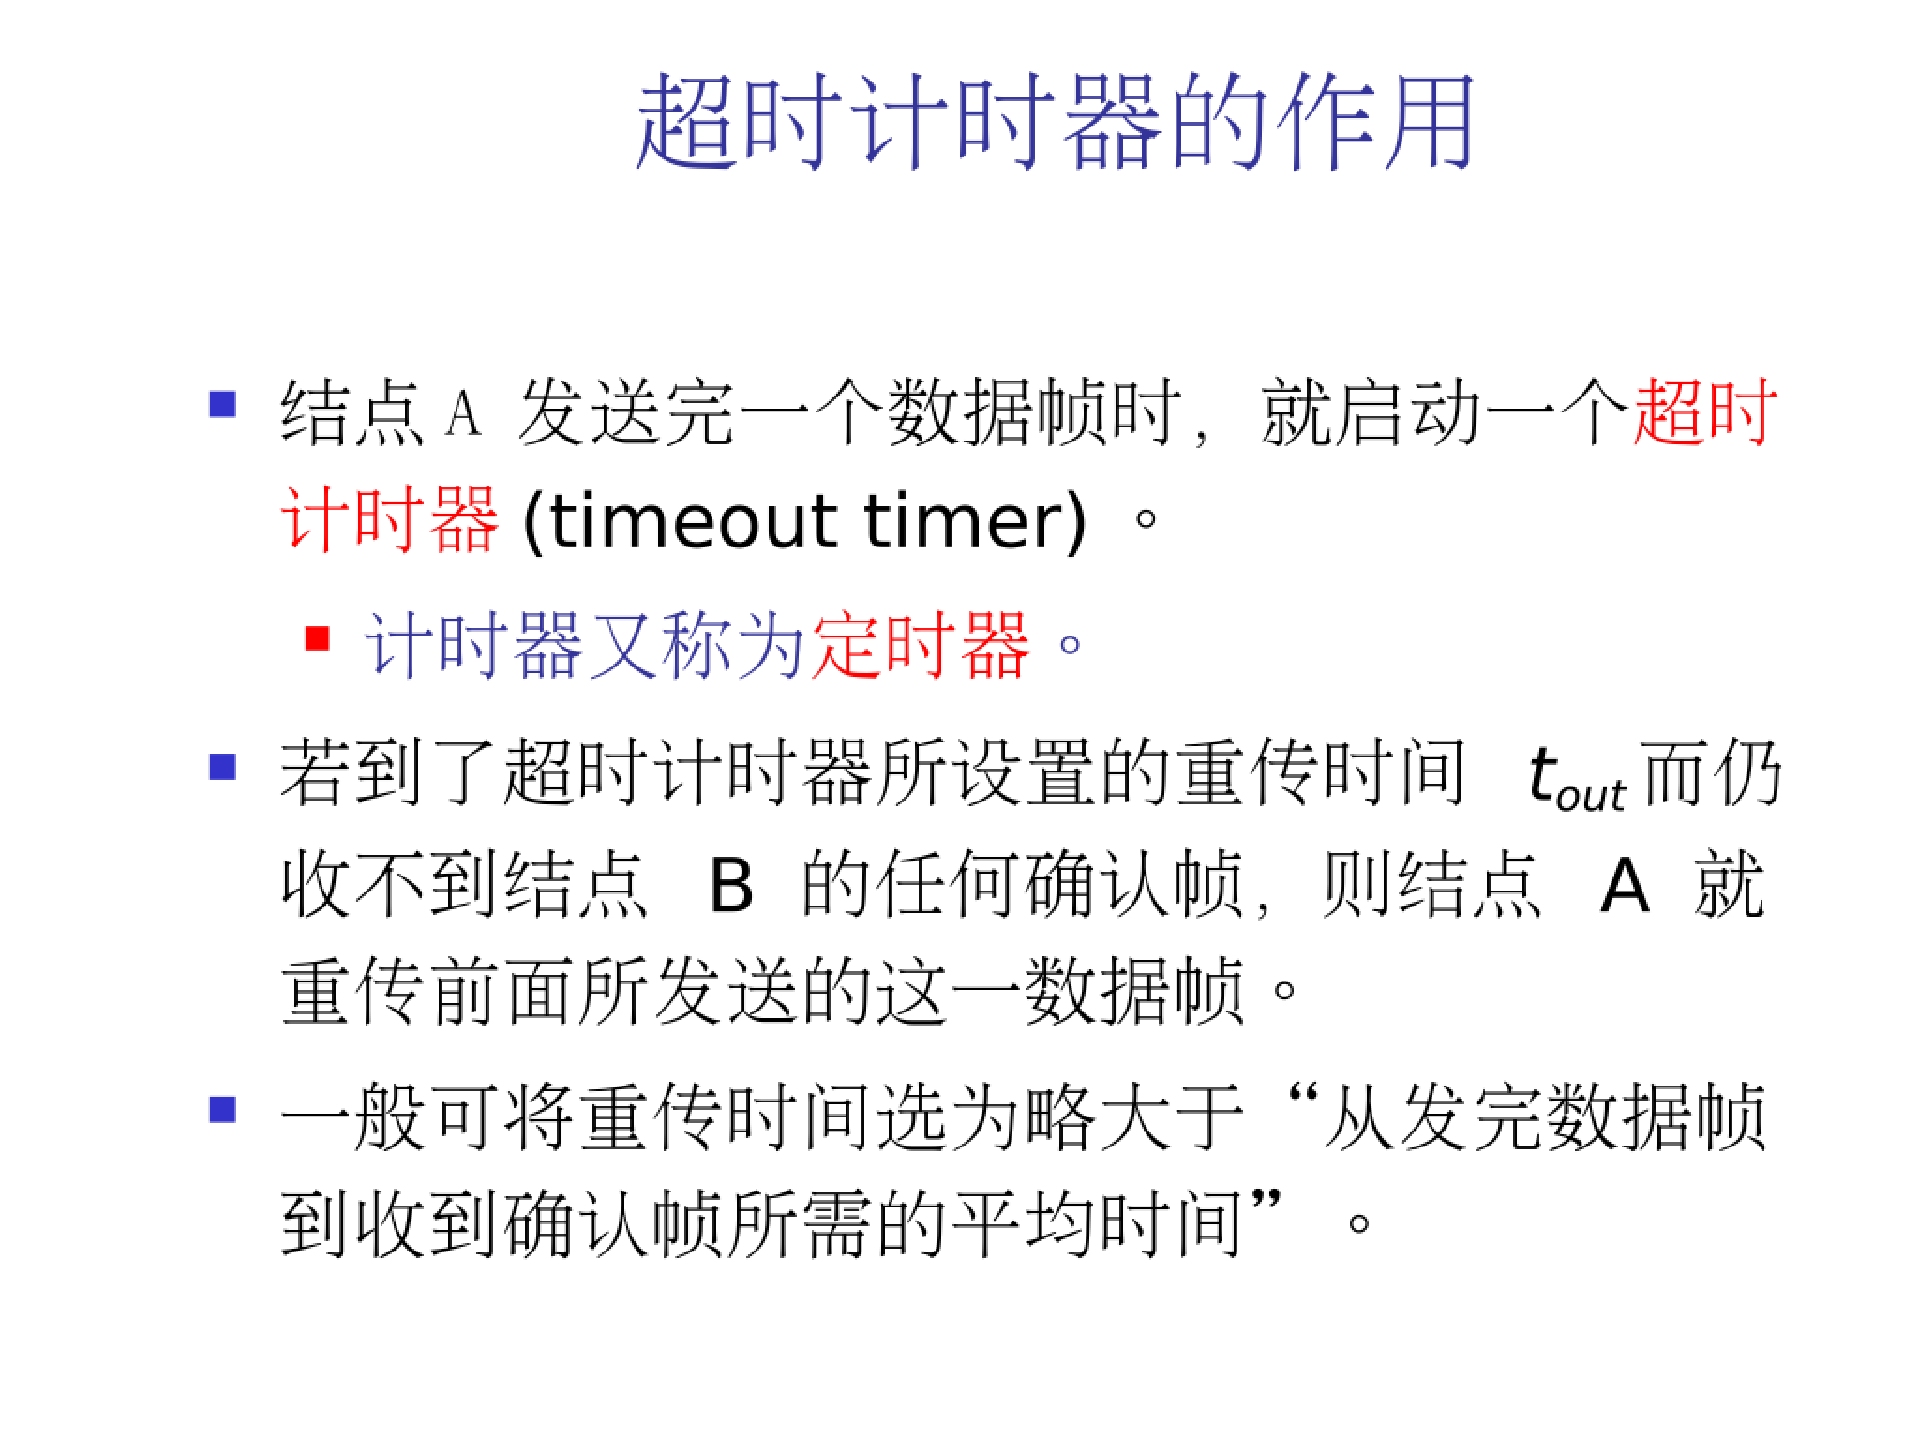 超时计时器的作用
结点 A 发送完一个数据帧时，就启动一个超时
计时器 (timeout timer) 。
计时器又称为定时器。
若到了超时计时器所设置的重传时间 tout 而仍
收不到结点 B 的任何确认帧，则结点 A 就
重传前面所发送的这一数据帧。
一般可将重传时间选为略大于“从发完数据帧
到收到确认帧所需的平均时间” 。